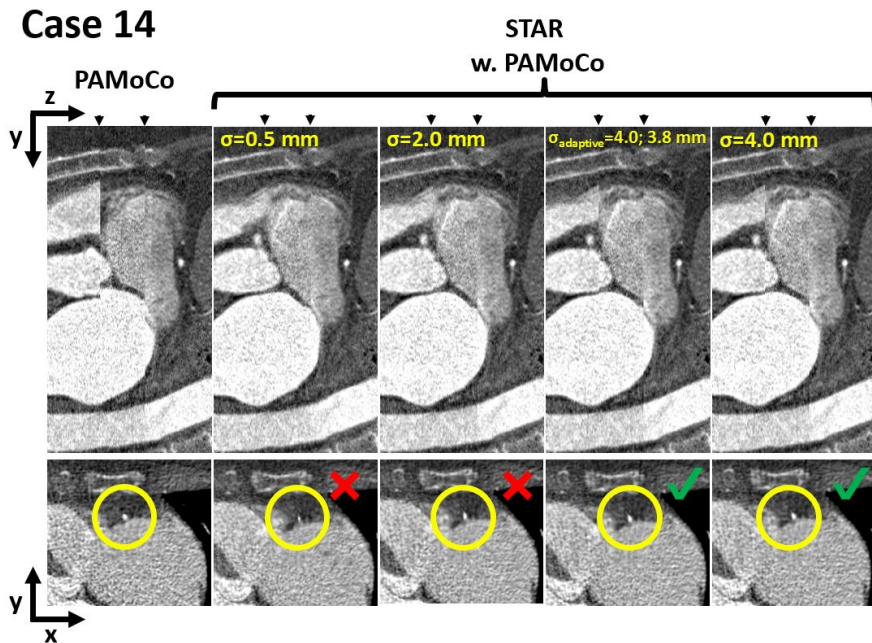 Case 14
STAR
w. PAMoCo
PAMoCo
z
y
σ=0.5 mm
σ=2.0 mm
σadaptive=4.0; 3.8 mm
σ=4.0 mm
y
x